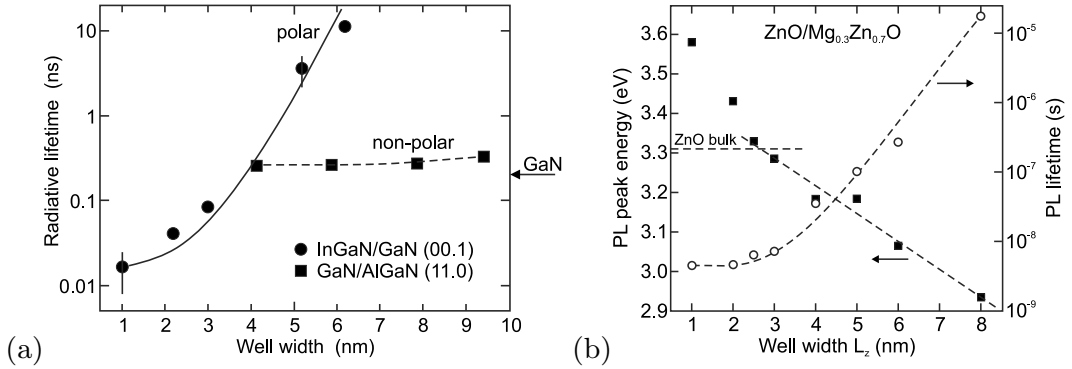 10
1
0.1
0.01
Radiative lifetime (ns)
polar
non-polar
GaN
InGaN/GaN (00.1)
GaN/AlGaN (11.0)
1 2 3 4 5 6 7 8 9 10
Well width (nm)
(a)
ZnO/Mg0.3Zn0.7O
3.6
3.5
3.4
3.3
3.2
3.1
3.0
2.9
PL peak energy (eV)
ZnO bulk
10⁻⁵
10⁻⁶
10⁻⁷
10⁻⁸
10⁻⁹
PL lifetime (s)
1 2 3 4 5 6 7 8
Well width Lz (nm)
(b)